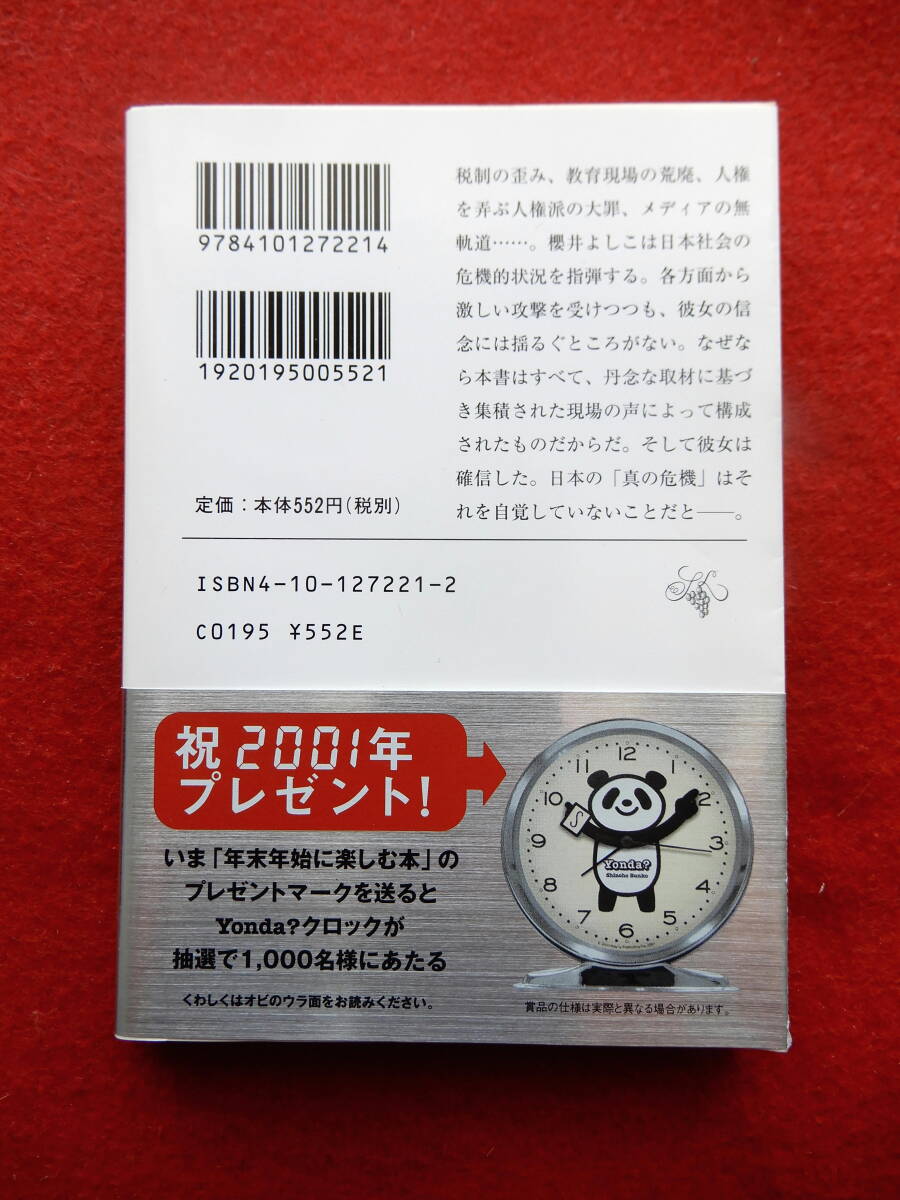 9784101272214
1920195005521
定価：本体552円（税別）
税制の歪み、教育現場の荒廃、人権
を弄ぶ人権派の大罪、メディアの無
軌道……。櫻井よしこは日本社会の
危機的状況を指弾する。各方面から
激しい攻撃を受けつつも、彼女の信
念には揺るぐところがない。なぜな
ら本書はすべて、丹念な取材に基づ
き集積された現場の声によって構成
されたものだからだ。そして彼女は
確信した。日本の「真の危機」はそ
れを自覚していないことだと――。
ISBN4-10-127221-2
C0195 ¥552E
祝2001年
プレゼント!
いま「年末年始に楽しむ本」の
プレゼントマークを送ると
Yonda?クロックが
抽選で1,000名様にあたる
くわしくはオビのウラ面をお読みください。
12
11
1
10
2
9
3
8
4
7
5
6
Yonda?
Shincho Bunko
賞品の仕様は実際と異なる場合があります。